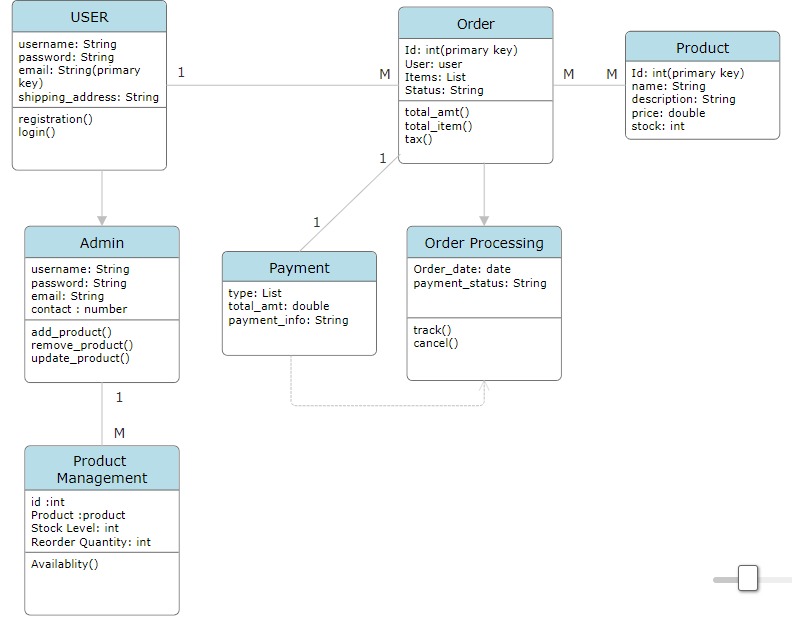 USER
username: String
password: String
email: String(primary
key)
shipping_address: String
registration()
login()
1
M
Order
Id: int(primary key)
User: user
Items: List
Status: String
total_amt()
total_item()
tax()
M
M
Product
Id: int(primary key)
name: String
description: String
price: double
stock: int
1
1
Admin
username: String
password: String
email: String
contact : number
add_product()
remove_product()
update_product()
Payment
type: List
total_amt: double
payment_info: String
Order Processing
Order_date: date
payment_status: String
track()
cancel()
1
M
Product
Management
id :int
Product :product
Stock Level: int
Reorder Quantity: int
Availablity()